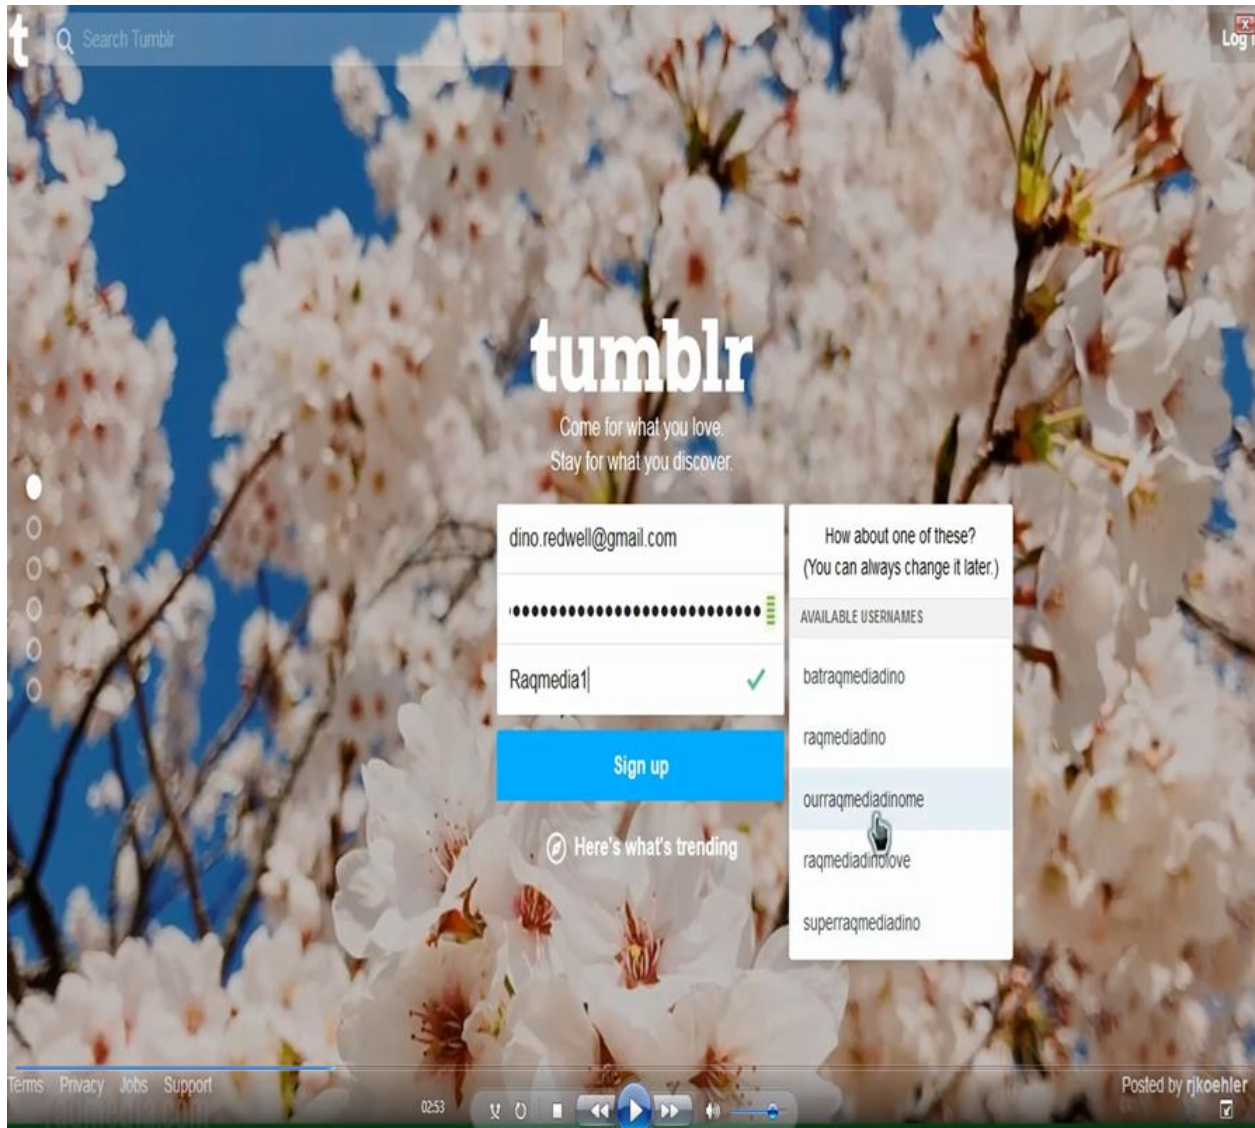 t
Search Tumblr
Log i
tumblr
Come for what you love.
Stay for what you discover.
dino.redwell@gmail.com
Raqmedia1
Sign up
Here's what's trending
How about one of these?
(You can always change it later.)
AVAILABLE USERNAMES
batraqmediadino
raqmediadino
ourraqmediadinome
raqmediadinolove
superraqmediadino
Terms Privacy Jobs Support
Posted by rjkoehler
02:53